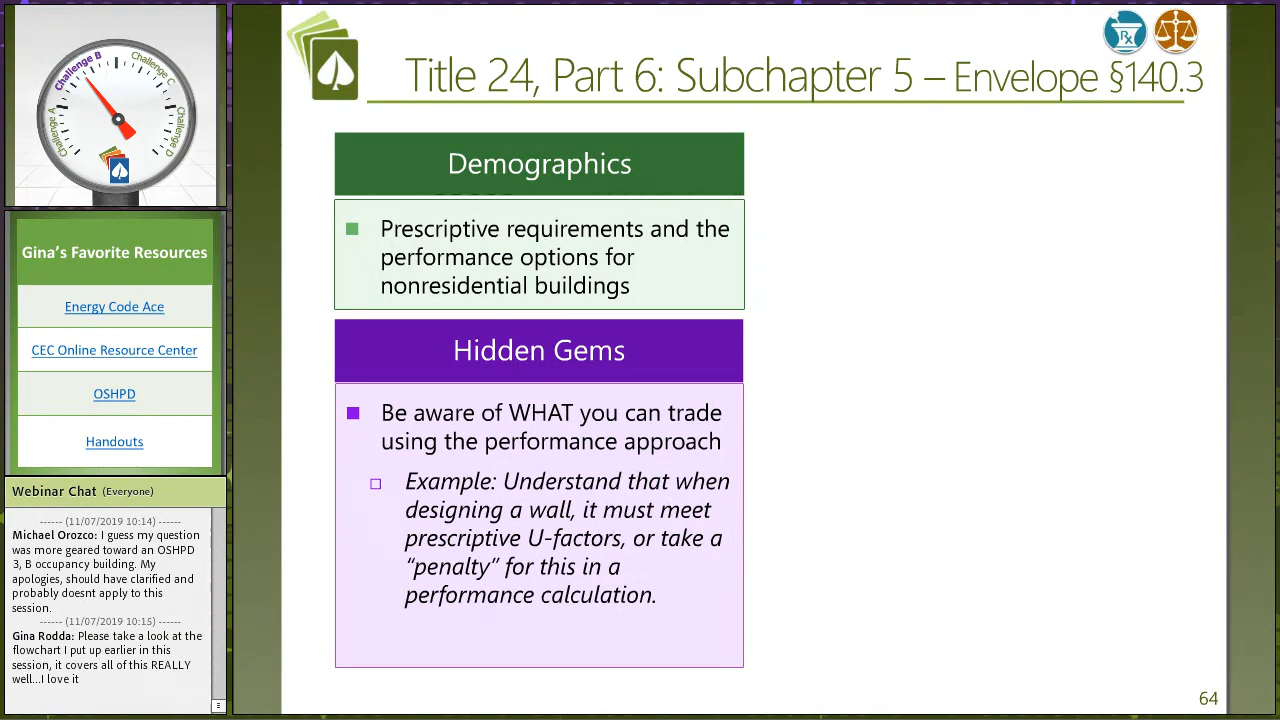 Challenge A
Challenge B
Challenge C
Challenge D
Gina's Favorite Resources
Energy Code Ace
CEC Online Resource Center
OSHPD
Handouts
Webinar Chat (Everyone)
------ (11/07/2019 10:14) ------
Michael Orozco: I guess my question
was more geared toward an OSHPD
3, B occupancy building. My
apologies, should have clarified and
probably doesnt apply to this
session.
------ (11/07/2019 10:15) ------
Gina Rodda: Please take a look at the
flowchart I put up earlier in this
session, it covers all of this REALLY
well...I love it
Rx
Title 24, Part 6: Subchapter 5 – Envelope §140.3
Demographics
Prescriptive requirements and the
performance options for
nonresidential buildings
Hidden Gems
Be aware of WHAT you can trade
using the performance approach
Example: Understand that when
designing a wall, it must meet
prescriptive U-factors, or take a
“penalty” for this in a
performance calculation.
64